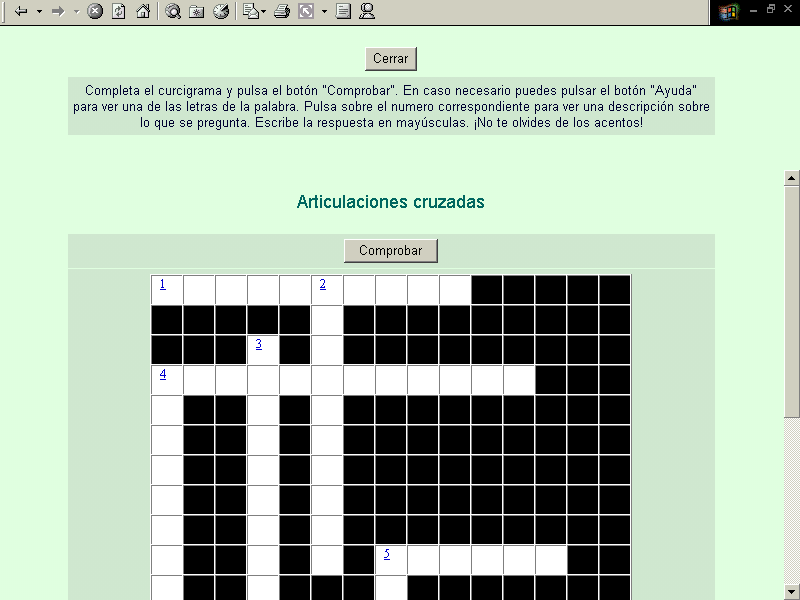 Cerrar
Completa el curcigrama y pulsa el botón "Comprobar". En caso necesario puedes pulsar el botón "Ayuda"
para ver una de las letras de la palabra. Pulsa sobre el numero correspondiente para ver una descripción sobre
lo que se pregunta. Escribe la respuesta en mayúsculas. ¡No te olvides de los acentos!
Articulaciones cruzadas
Comprobar
1 2
3
4
5